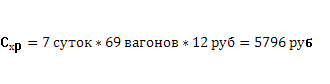 Схр = 7 суток * 69 вагонов * 12 руб = 5796 руб